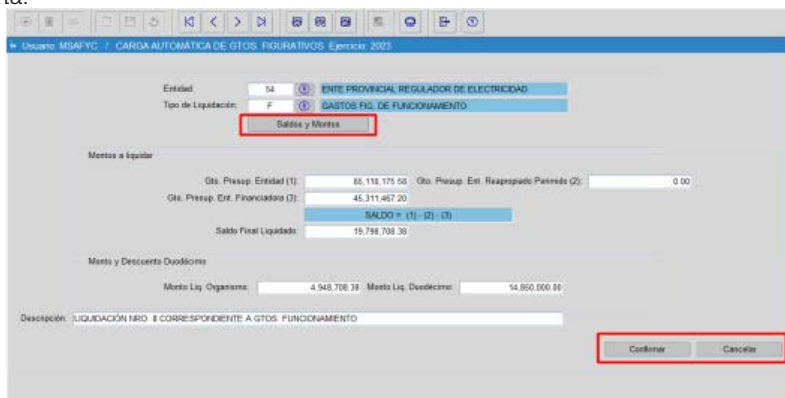 na.
Usuario: MSAFYC / CARGA AUTOMÁTICA DE GTOS. FIGURATIVOS Ejercicio: 2023
Entidad: 54 ENTE PROVINCIAL REGULADOR DE ELECTRICIDAD
Tipo de Liquidación: F GASTOS FIG. DE FUNCIONAMIENTO
Saldos y Montos
Montos a liquidar
Gto. Presup. Entidad (1): 65,110,175.58 Gto. Presup. Ent. Reapropiado Permitido (2): 0.00
Gto. Presup. Ent. Financiadora (3): 45,311,467.20
SALDO = (1) - (2) - (3)
Saldo Final Liquidado: 19,798,708.38
Monto y Descuento Duodécimo
Monto Liq. Organismo: 4,948,708.38 Monto Liq. Duodécimo: 14,850,000.00
Descripción: LIQUIDACIÓN NRO. 8 CORRESPONDIENTE A GTOS. FUNCIONAMIENTO
Confirmar Cancelar